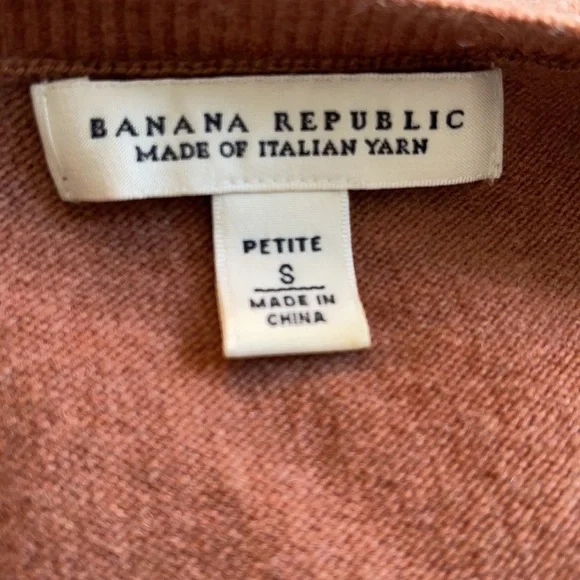 BANANA REPUBLIC
MADE OF ITALIAN YARN
PETITE
S
MADE IN
CHINA